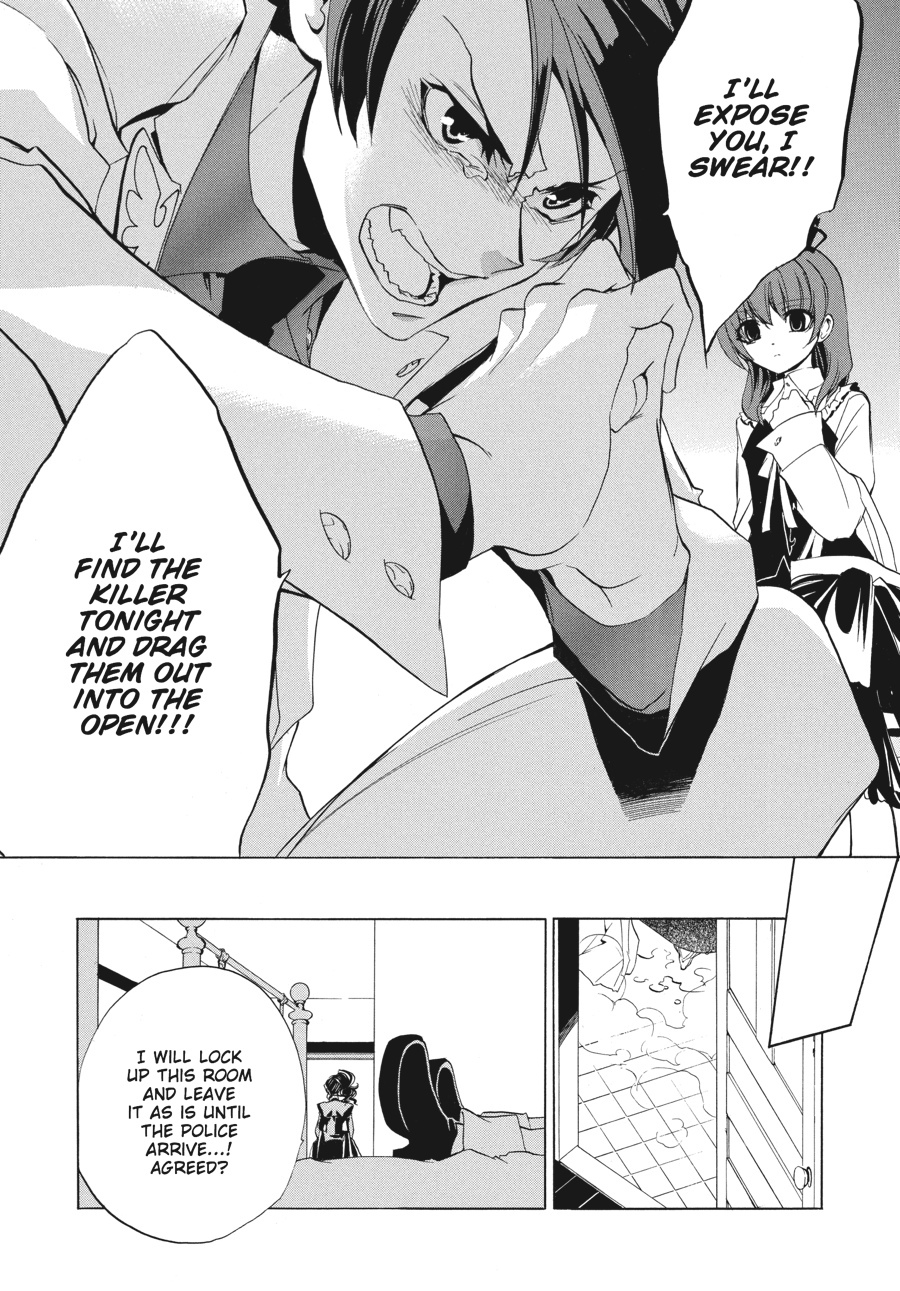 I'LL
EXPOSE
YOU, I
SWEAR!!
I'LL
FIND THE
KILLER
TONIGHT
AND DRAG
THEM OUT
INTO THE
OPEN!!!
I WILL LOCK
UP THIS ROOM
AND LEAVE
IT AS IS UNTIL
THE POLICE
ARRIVE...!
AGREED?